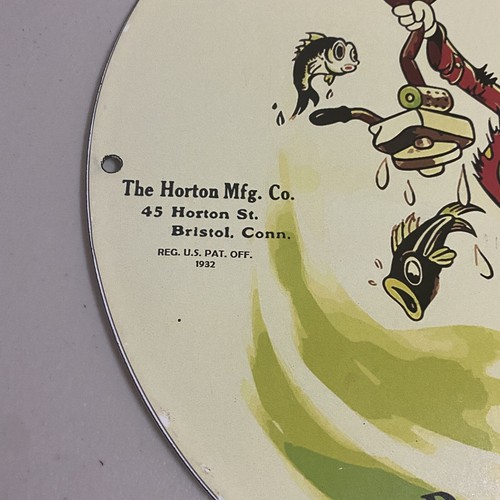 The Horton Mfg. Co.
45 Horton St.
Bristol. Conn.
REG. U.S. PAT. OFF.
1932